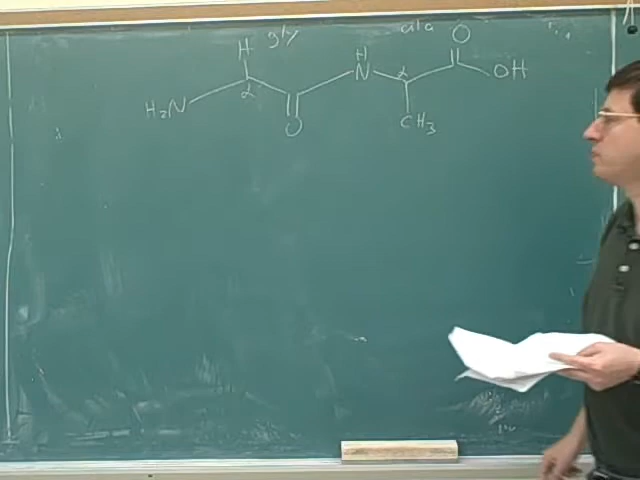 gly ala
H H O
H₂N α N α OH
O CH₃